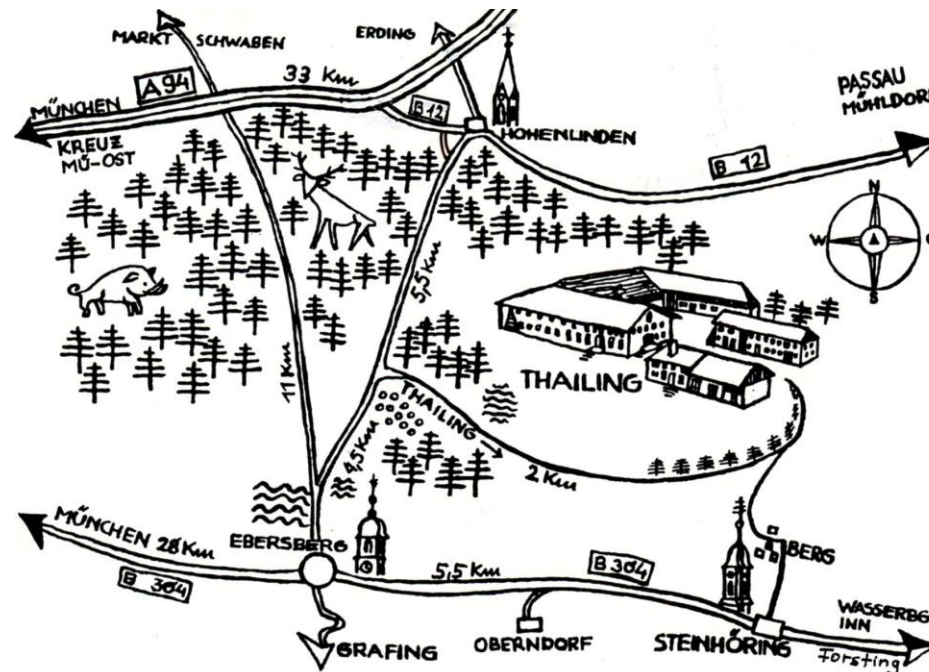 MARKT SCHWABEN
ERDING
A 94
33 Km
MÜNCHEN
KREUZ
MÜ-OST
B 12
HOHENLINDEN
PASSAU
MÜHLDORF
B 12
N
W
S
5,5 Km
11 Km
THAILING
THAILING
4,5 Km
2 Km
MÜNCHEN 28 Km
B 304
EBERSBERG
5,5 Km
B 304
BERG
GRAFING
OBERNDORF
STEINHÖRING
WASSERBG
INN
Forsting